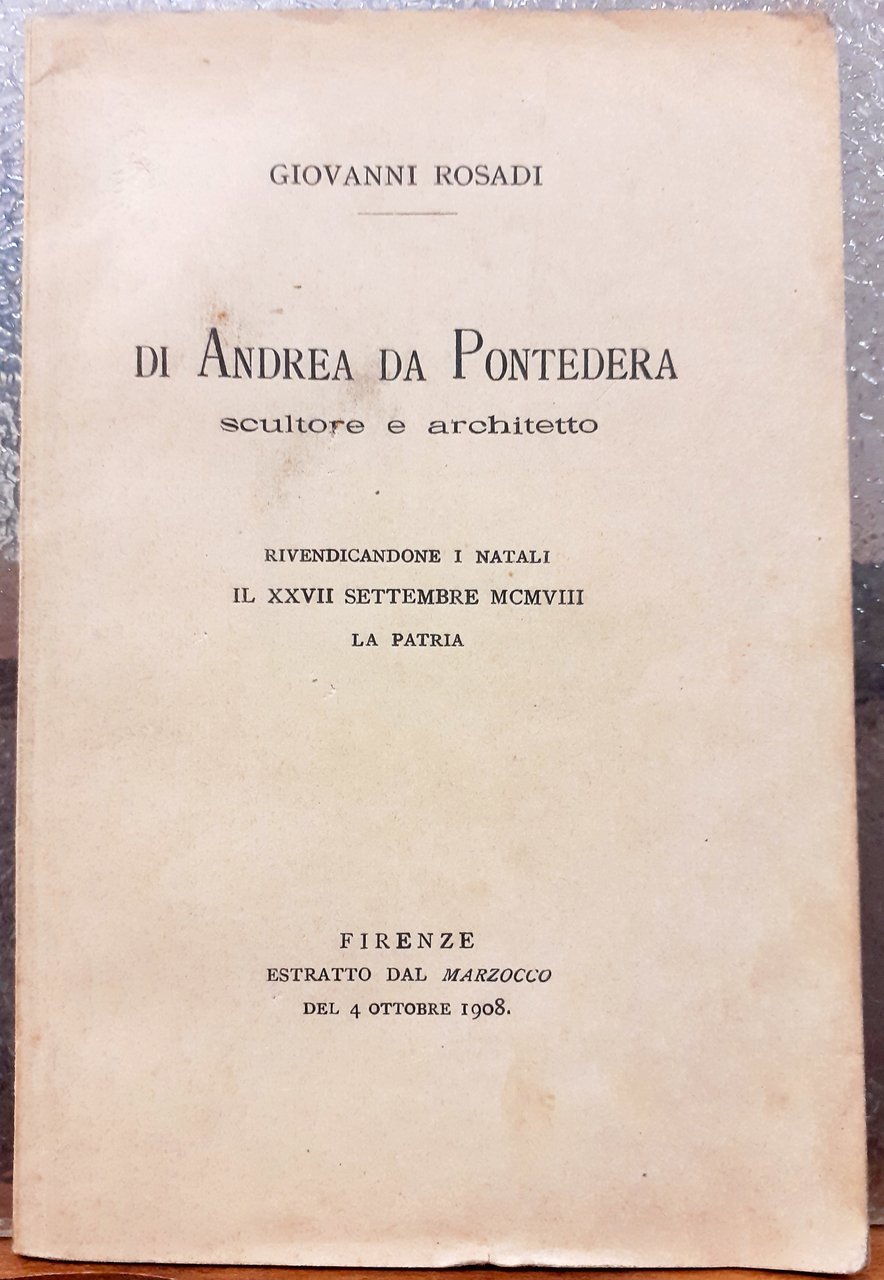 GIOVANNI ROSADI
DI ANDREA DA PONTEDERA
scultore e architetto
RIVENDICANDONE I NATALI
IL XXVII SETTEMBRE MCMVIII
LA PATRIA
FIRENZE
ESTRATTO DAL MARZOCCO
DEL 4 OTTOBRE 1908.